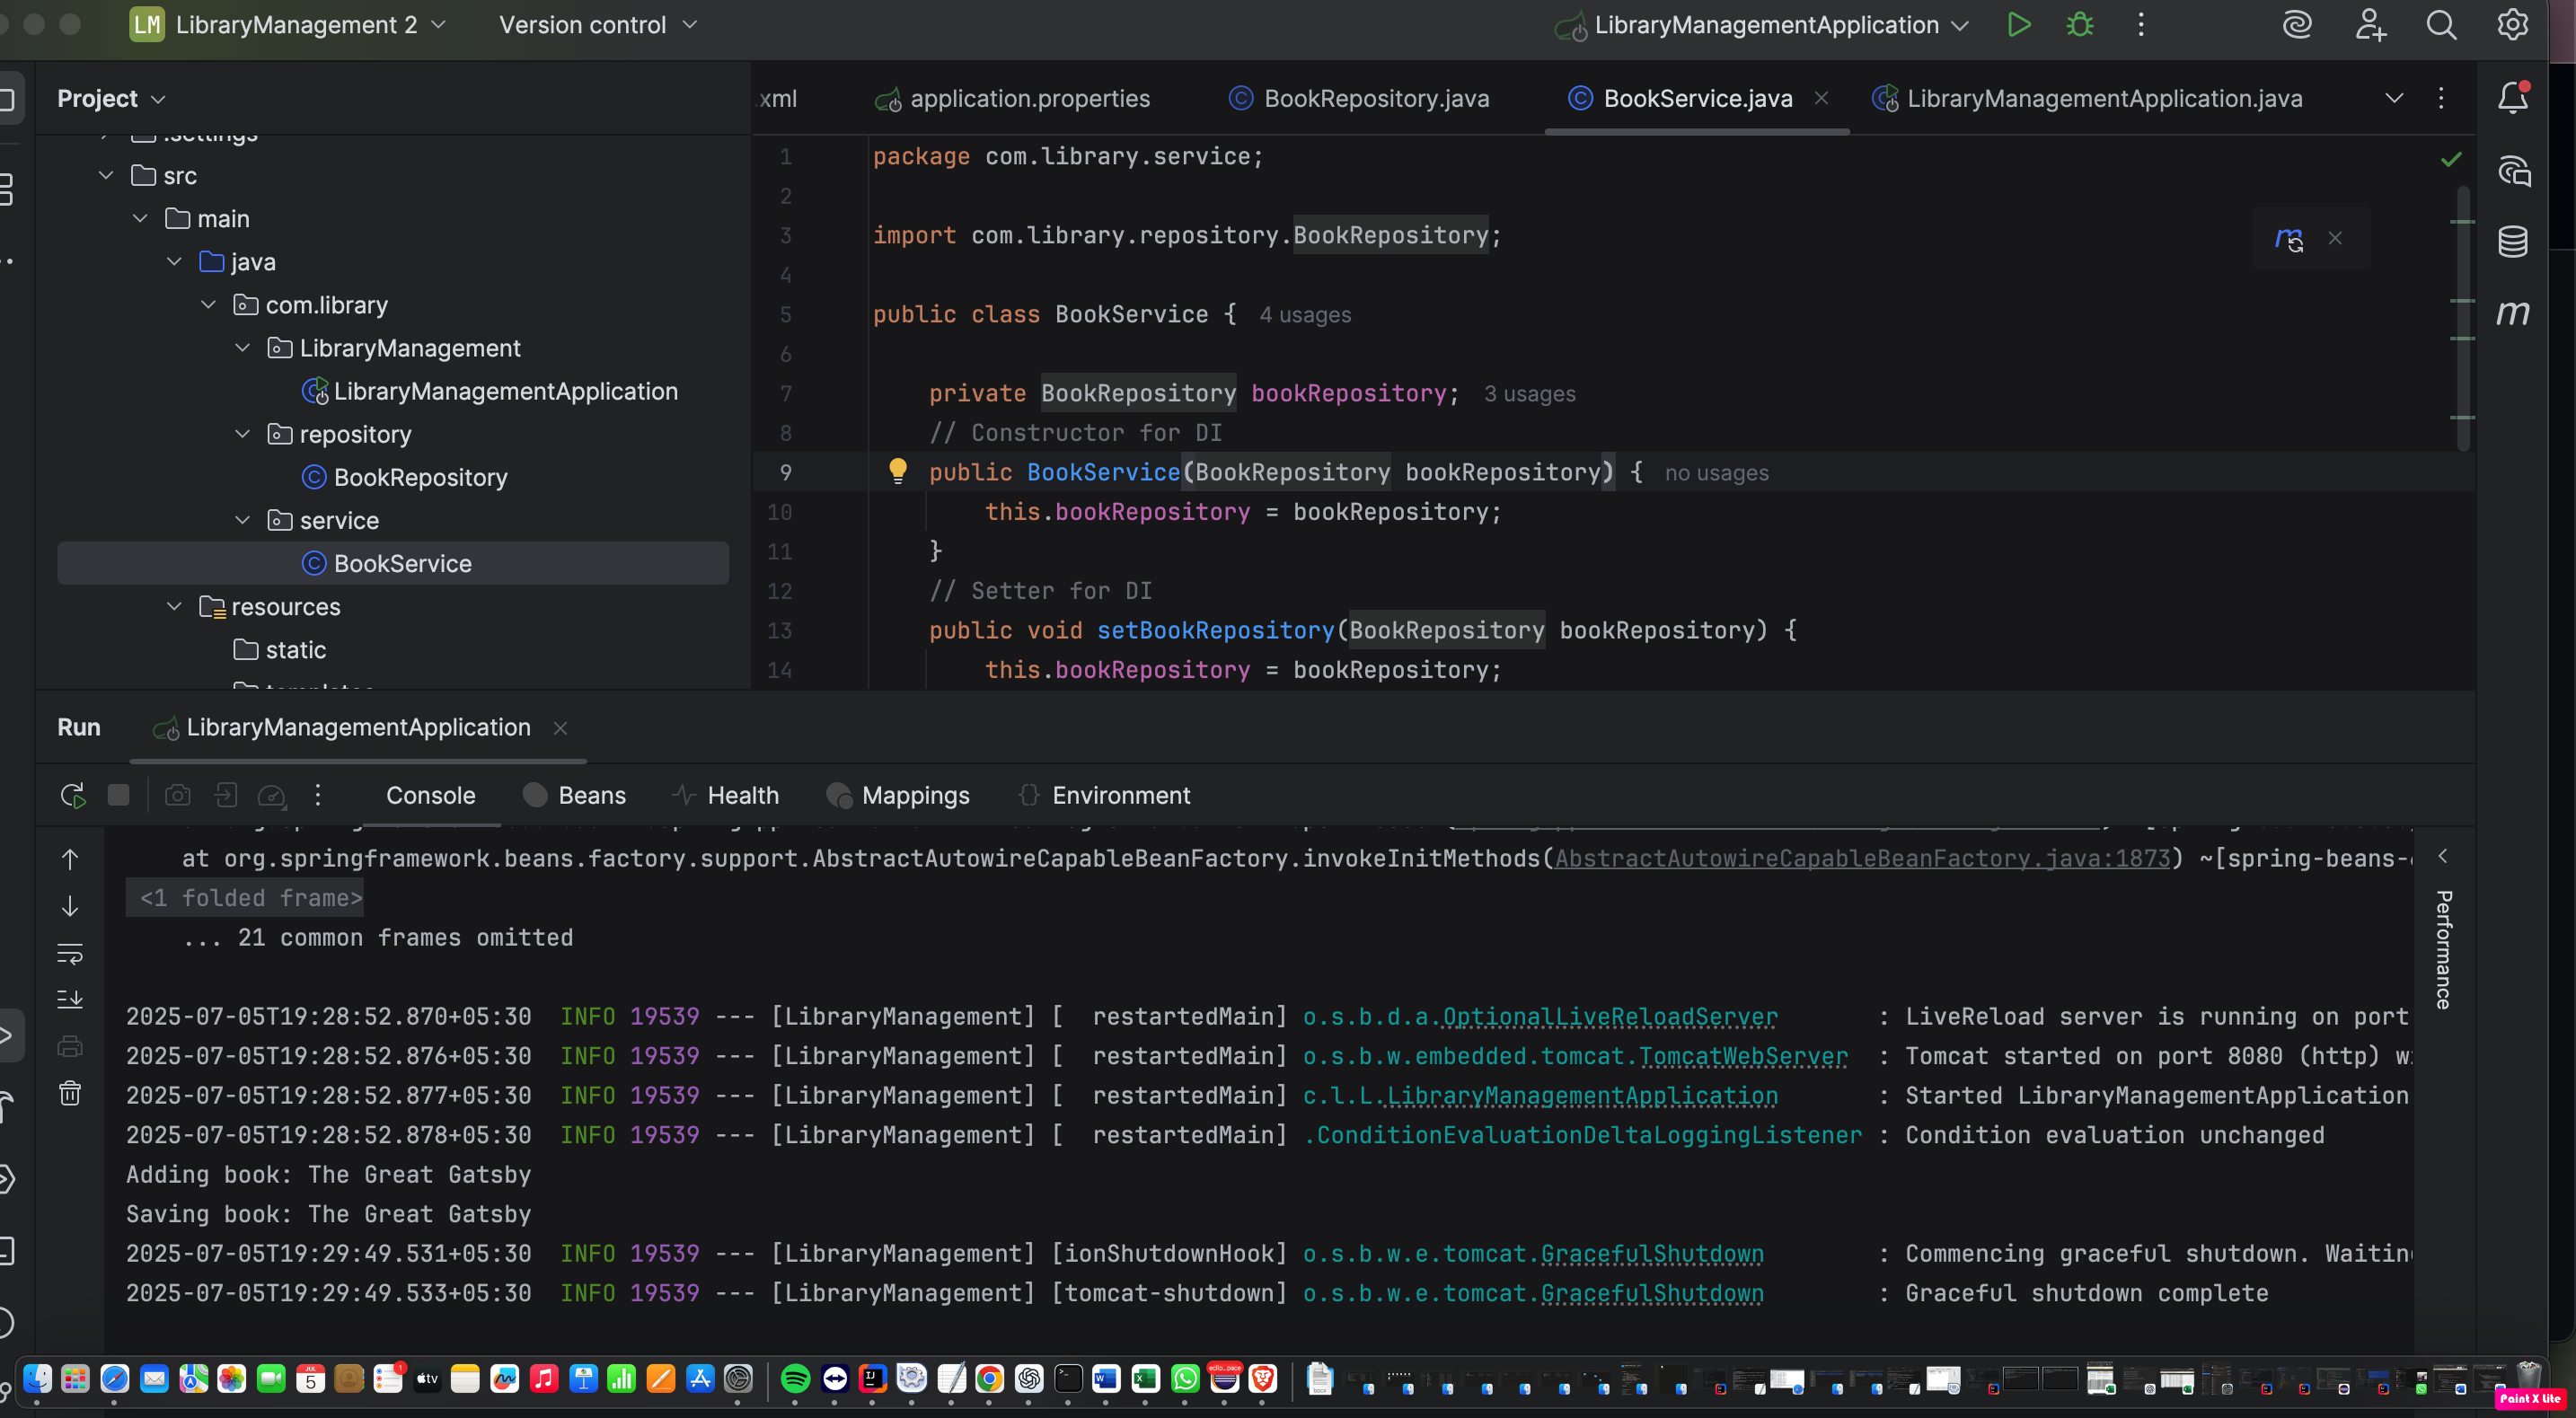 LM LibraryManagement 2 Version control LibraryManagementApplication
Project
.xml application.properties BookRepository.java BookService.java LibraryManagementApplication.java
.settings
src
main
java
com.library
LibraryManagement
LibraryManagementApplication
repository
BookRepository
service
BookService
resources
static
templates
1 package com.library.service;
2
3 import com.library.repository.BookRepository;
4
5 public class BookService { 4 usages
6
7 private BookRepository bookRepository; 3 usages
8 // Constructor for DI
9 public BookService(BookRepository bookRepository) { no usages
10 this.bookRepository = bookRepository;
11 }
12 // Setter for DI
13 public void setBookRepository(BookRepository bookRepository) {
14 this.bookRepository = bookRepository;
m
Run LibraryManagementApplication
Console Beans Health Mappings Environment
at org.springframework.beans.factory.support.AbstractAutowireCapableBeanFactory.invokeInitMethods(AbstractAutowireCapableBeanFactory.java:1873) ~[spring-beans-
<1 folded frame>
... 21 common frames omitted
2025-07-05T19:28:52.870+05:30 INFO 19539 --- [LibraryManagement] [ restartedMain] o.s.b.d.a.OptionalLiveReloadServer : LiveReload server is running on port
2025-07-05T19:28:52.876+05:30 INFO 19539 --- [LibraryManagement] [ restartedMain] o.s.b.w.embedded.tomcat.TomcatWebServer : Tomcat started on port 8080 (http) w
2025-07-05T19:28:52.877+05:30 INFO 19539 --- [LibraryManagement] [ restartedMain] c.l.L.LibraryManagementApplication : Started LibraryManagementApplication
2025-07-05T19:28:52.878+05:30 INFO 19539 --- [LibraryManagement] [ restartedMain] .ConditionEvaluationDeltaLoggingListener : Condition evaluation unchanged
Adding book: The Great Gatsby
Saving book: The Great Gatsby
2025-07-05T19:29:49.531+05:30 INFO 19539 --- [LibraryManagement] [ionShutdownHook] o.s.b.w.e.tomcat.GracefulShutdown : Commencing graceful shutdown. Waitin
2025-07-05T19:29:49.533+05:30 INFO 19539 --- [LibraryManagement] [tomcat-shutdown] o.s.b.w.e.tomcat.GracefulShutdown : Graceful shutdown complete
Performance
JUL
5
1
tv
IJ
W
X
Paint X Lite